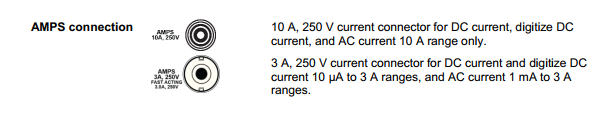 AMPS connection
AMPS
10A, 250V
10 A, 250 V current connector for DC current, digitize DC
current, and AC current 10 A range only.
AMPS
3A, 250V
FAST ACTING
3.0A, 250V
3 A, 250 V current connector for DC current and digitize DC
current 10 µA to 3 A ranges, and AC current 1 mA to 3 A
ranges.